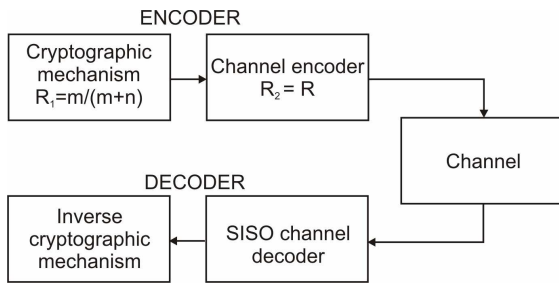 ENCODER
Cryptographic
mechanism
R₁=m/(m+n)
Channel encoder
R₂ = R
Channel
DECODER
Inverse
cryptographic
mechanism
SISO channel
decoder